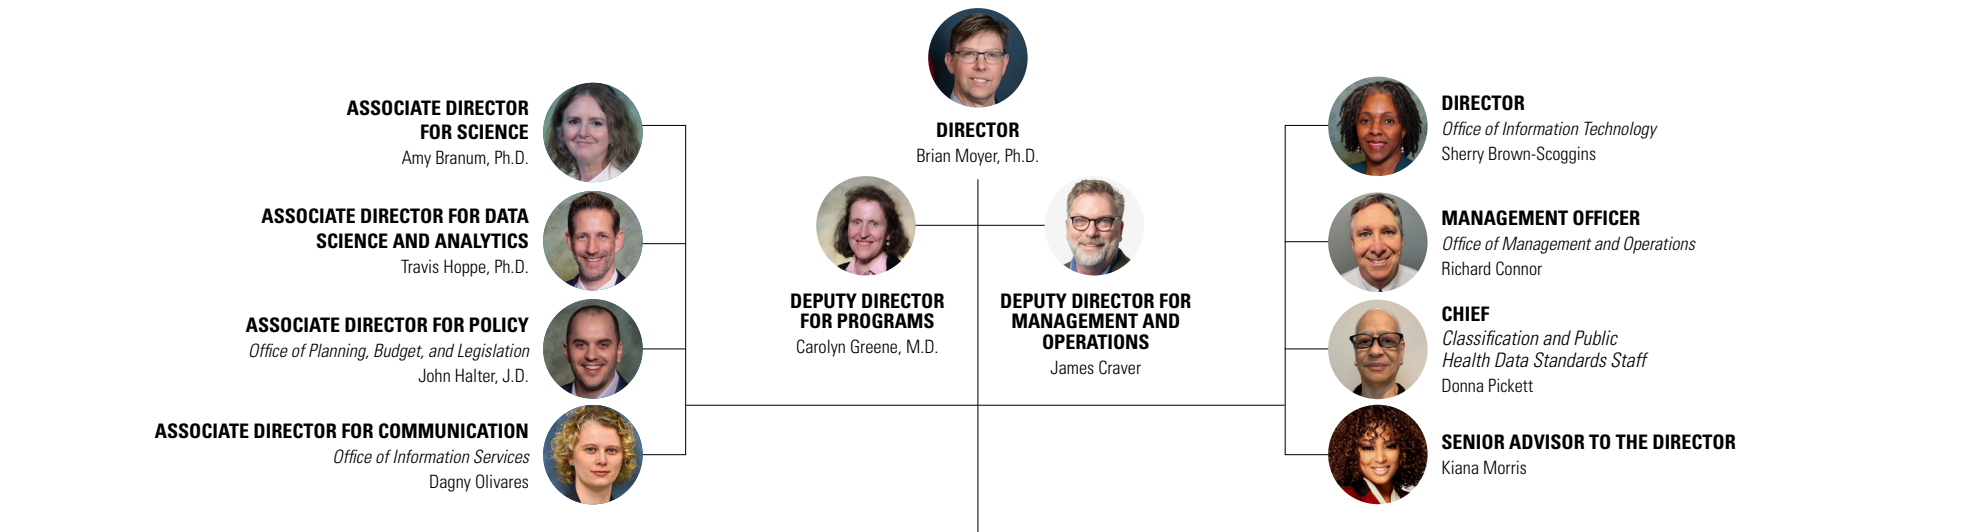 DIRECTOR
Brian Moyer, Ph.D.
ASSOCIATE DIRECTOR
FOR SCIENCE
Amy Branum, Ph.D.
ASSOCIATE DIRECTOR FOR DATA
SCIENCE AND ANALYTICS
Travis Hoppe, Ph.D.
ASSOCIATE DIRECTOR FOR POLICY
Office of Planning, Budget, and Legislation
John Halter, J.D.
ASSOCIATE DIRECTOR FOR COMMUNICATION
Office of Information Services
Dagny Olivares
DEPUTY DIRECTOR
FOR PROGRAMS
Carolyn Greene, M.D.
DEPUTY DIRECTOR FOR
MANAGEMENT AND
OPERATIONS
James Craver
DIRECTOR
Office of Information Technology
Sherry Brown-Scoggins
MANAGEMENT OFFICER
Office of Management and Operations
Richard Connor
CHIEF
Classification and Public
Health Data Standards Staff
Donna Pickett
SENIOR ADVISOR TO THE DIRECTOR
Kiana Morris